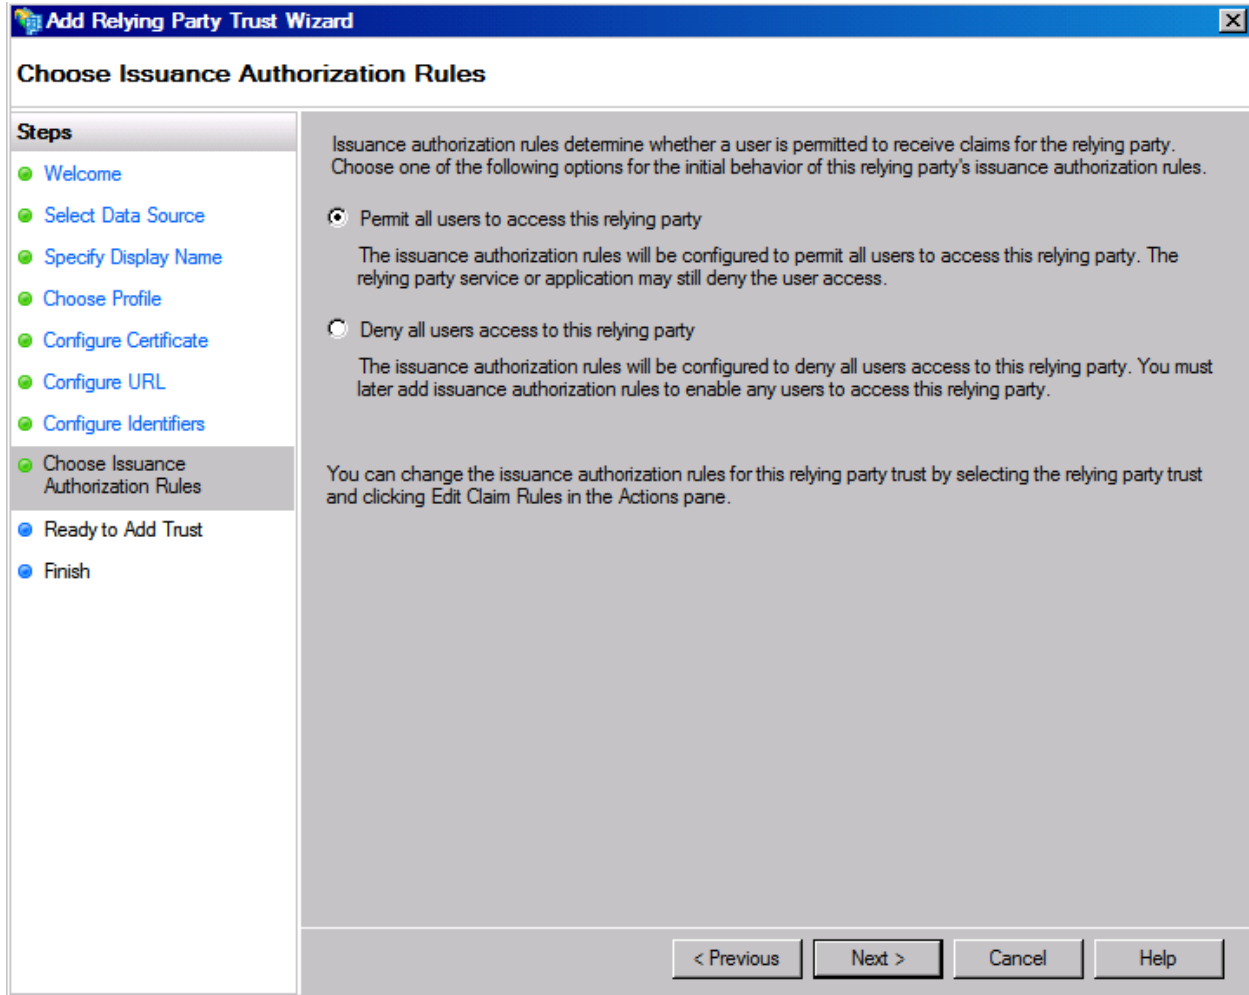 Add Relying Party Trust Wizard
Choose Issuance Authorization Rules
Steps
Welcome
Select Data Source
Specify Display Name
Choose Profile
Configure Certificate
Configure URL
Configure Identifiers
Choose Issuance
Authorization Rules
Ready to Add Trust
Finish
Issuance authorization rules determine whether a user is permitted to receive claims for the relying party.
Choose one of the following options for the initial behavior of this relying party's issuance authorization rules.
Permit all users to access this relying party
The issuance authorization rules will be configured to permit all users to access this relying party. The
relying party service or application may still deny the user access.
Deny all users access to this relying party
The issuance authorization rules will be configured to deny all users access to this relying party. You must
later add issuance authorization rules to enable any users to access this relying party.
You can change the issuance authorization rules for this relying party trust by selecting the relying party trust
and clicking Edit Claim Rules in the Actions pane.
< Previous
Next >
Cancel
Help